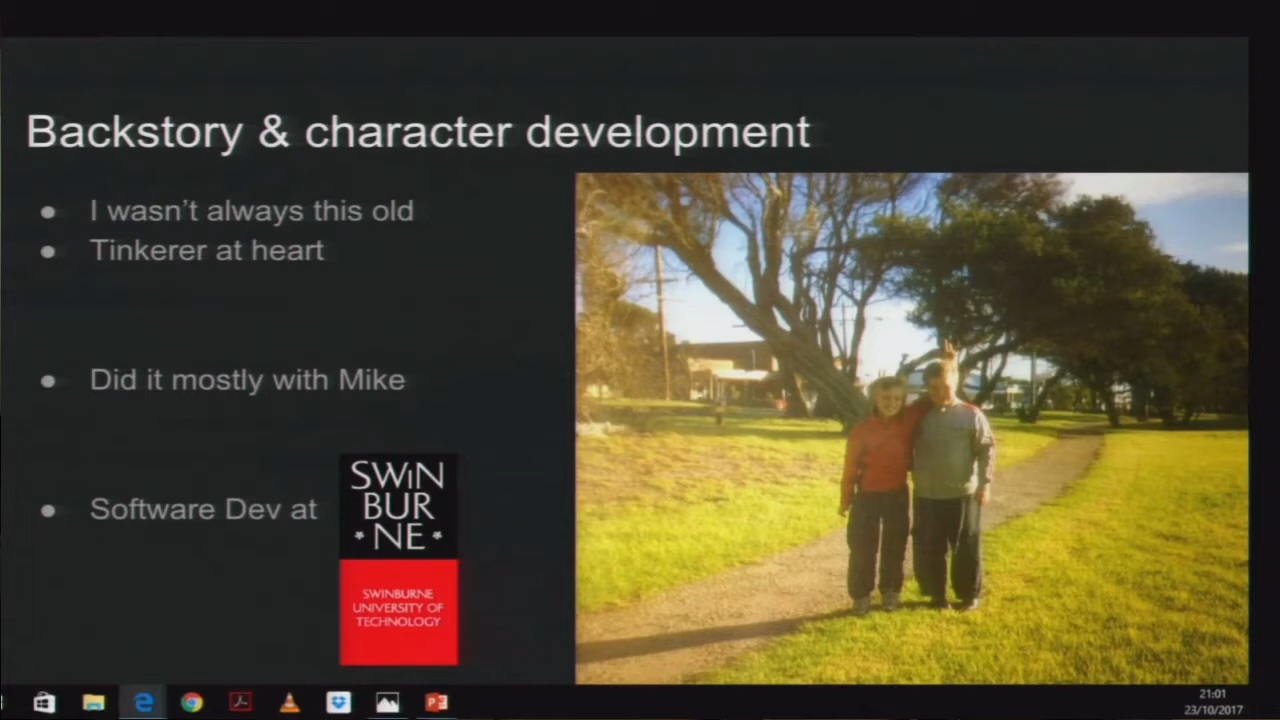 Backstory & character development
I wasn't always this old
Tinkerer at heart
Did it mostly with Mike
Software Dev at
SWIN
BUR
* NE *
SWINBURNE
UNIVERSITY OF
TECHNOLOGY
21:01
23/10/2017